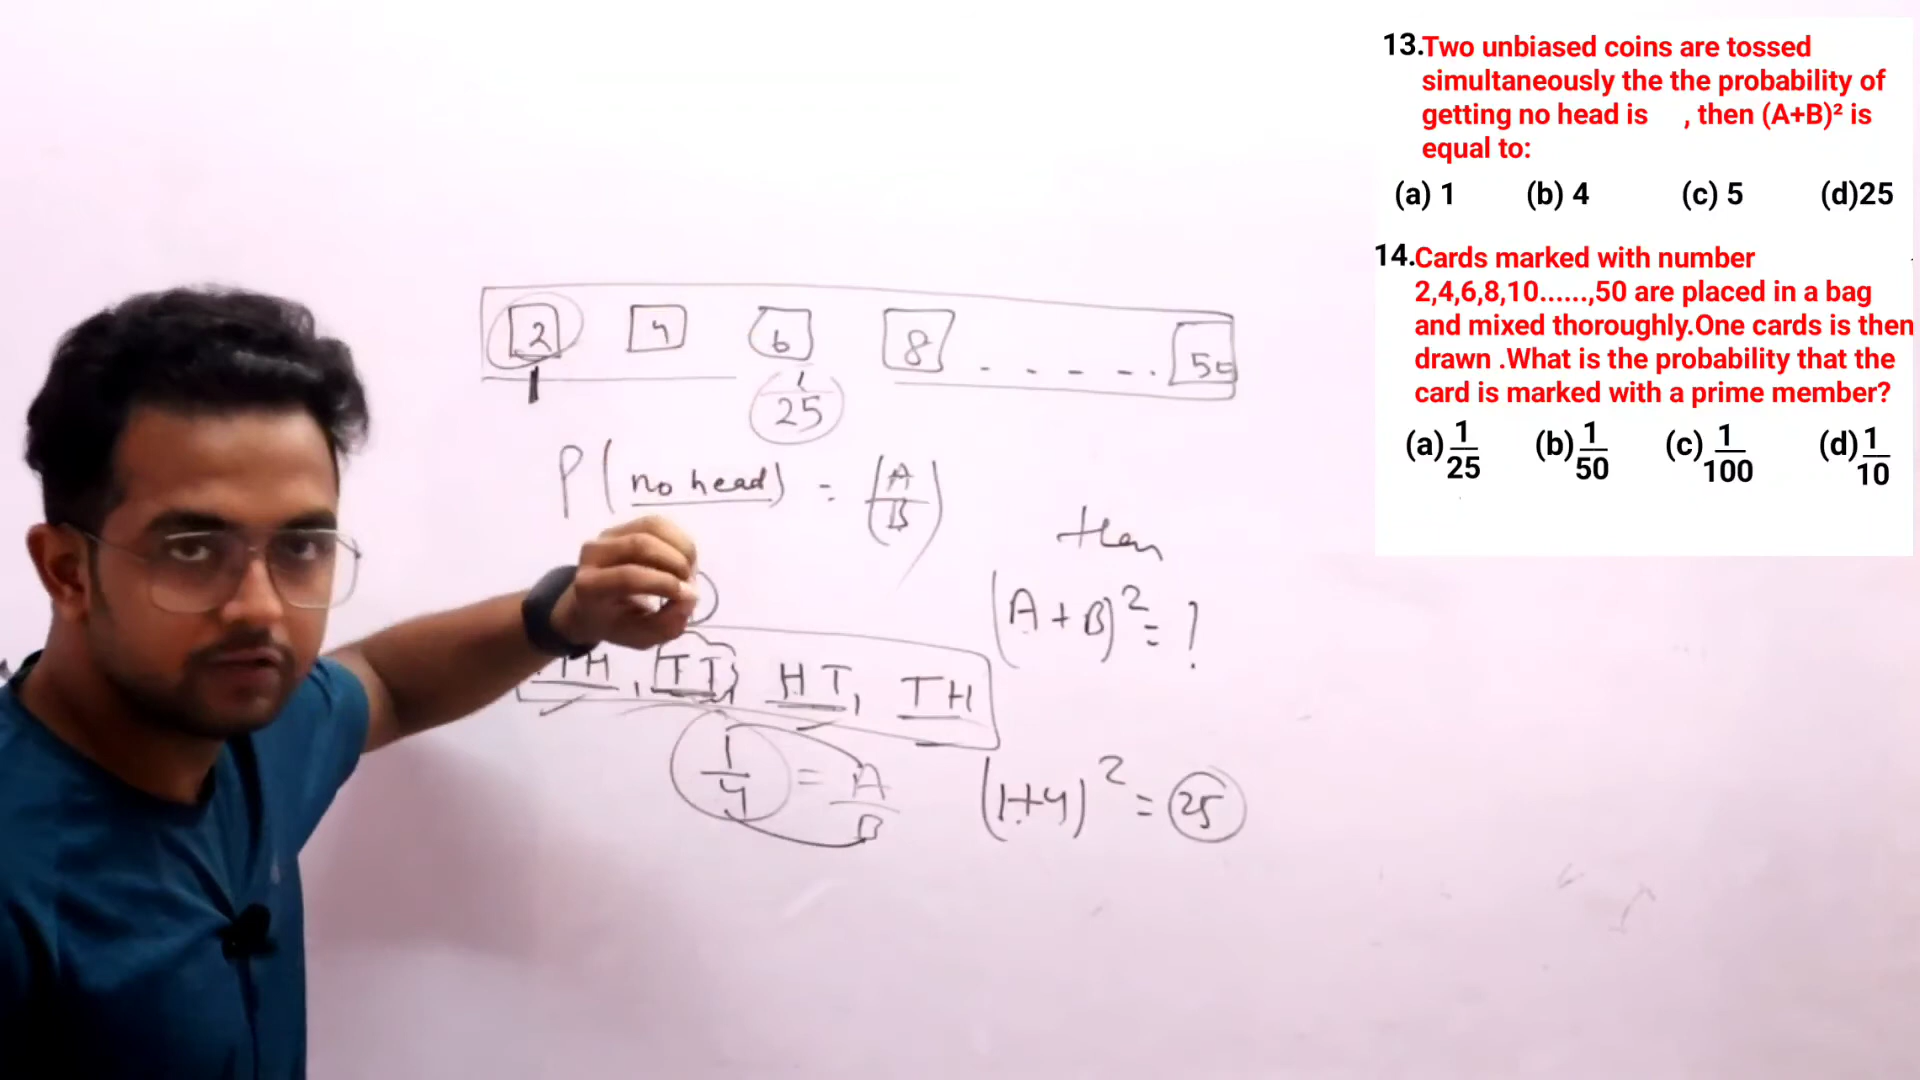 13.Two unbiased coins are tossed
simultaneously the the probability of
getting no head is , then (A+B)² is
equal to:
(a) 1 (b) 4 (c) 5 (d)25
14.Cards marked with number
2,4,6,8,10......,50 are placed in a bag
and mixed thoroughly.One cards is then
drawn .What is the probability that the
card is marked with a prime member?
(a) 1/25 (b) 1/50 (c) 1/100 (d) 1/10
2 4 6 8 - - - - . 50
1/25
P(no head) = (A/B)
then
(A+B)² = ?
TH, TT, HT, TH
1/4 = A/B (1+4)² = 25